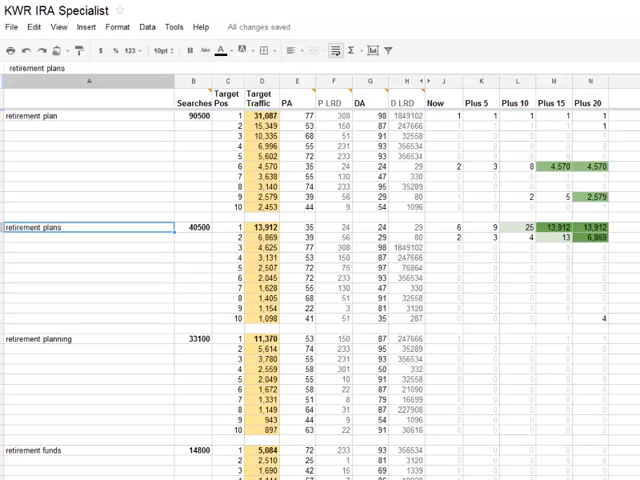 KWR IRA Specialist
File Edit View Insert Format Data Tools Help All changes saved
$ % 123 10pt B Abc A Σ
retirement plans
A B C D E F G H J K L M N
Searches Target Pos Target Traffic PA P LRD DA D LRD Now Plus 5 Plus 10 Plus 15 Plus 20
retirement plan 90500 1 31,087 77 308 98 1849102 1 1 1 1 1
2 15,349 53 150 87 247666 1
3 10,335 68 51 91 32558
4 6,996 55 231 93 356534
5 5,602 72 233 93 356534
6 4,570 35 24 24 29 2 3 8 4,570 4,570
7 3,638 55 130 47 330
8 3,140 74 233 95 35289
9 2,579 39 56 29 80 1 2 5 2,579
10 2,453 44 9 54 1096
retirement plans 40500 1 13,912 35 24 24 29 6 9 25 13,912 13,912
2 6,869 39 56 29 80 2 3 4 13 6,869
3 4,625 77 308 98 1849102
4 3,131 53 150 87 247666
5 2,507 72 75 97 76864
6 2,045 72 233 93 356534
7 1,628 55 130 47 330
8 1,405 68 51 91 32558
9 1,154 22 3 81 3120
10 1,098 41 51 35 287 4
retirement planning 33100 1 11,370 53 150 87 247666 1 1 1 1 1
2 5,614 74 233 95 35289
3 3,780 55 231 93 356534
4 2,559 58 301 50 332
5 2,049 55 10 91 32558
6 1,672 58 22 87 21090
7 1,331 51 8 79 16699
8 1,149 64 31 87 227908
9 943 44 9 54 1096
10 897 63 22 91 30616
retirement funds 14800 1 5,084 72 233 93 356534
2 2,510 25 1 81 3120
3 1,690 42 15 69 1339